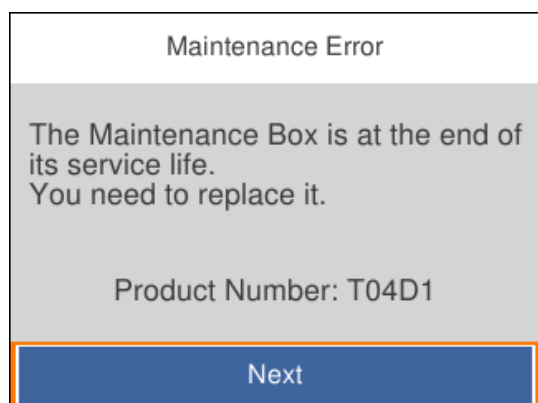 Maintenance Error
The Maintenance Box is at the end of
its service life.
You need to replace it.
Product Number: T04D1
Next